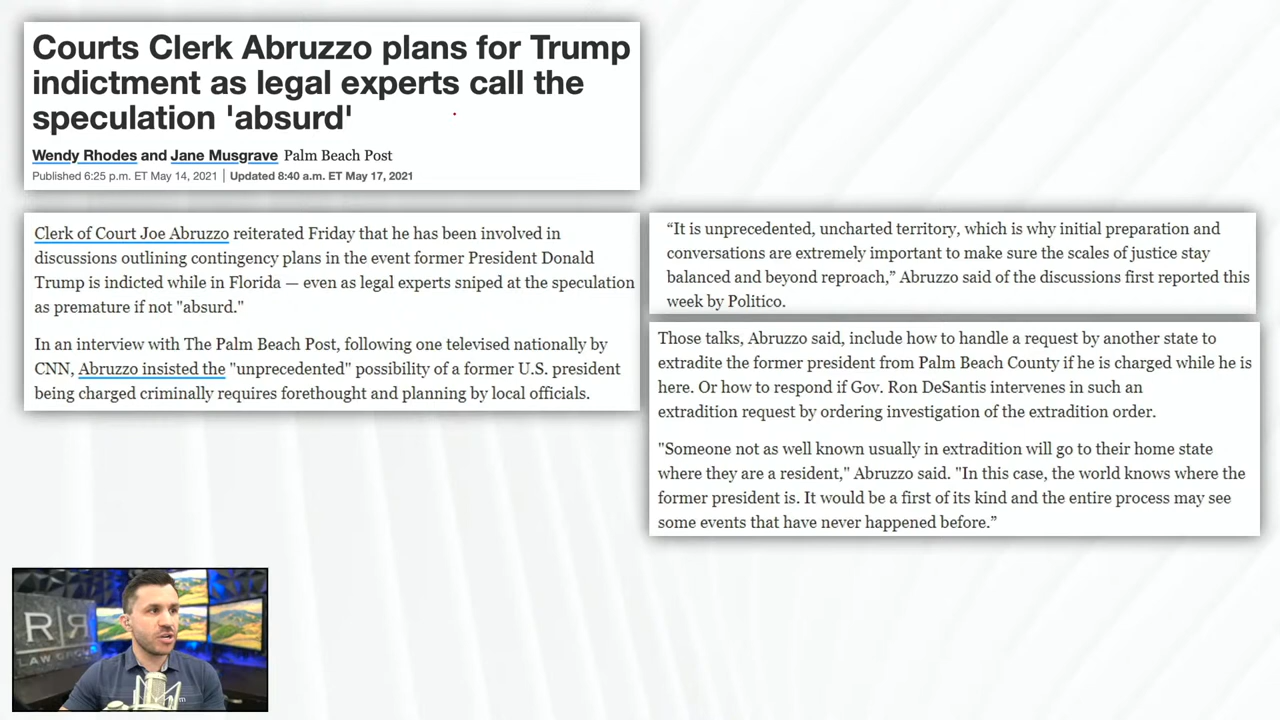 Courts Clerk Abruzzo plans for Trump
indictment as legal experts call the
speculation 'absurd'
Wendy Rhodes and Jane Musgrave Palm Beach Post
Published 6:25 p.m. ET May 14, 2021 | Updated 8:40 a.m. ET May 17, 2021
Clerk of Court Joe Abruzzo reiterated Friday that he has been involved in
discussions outlining contingency plans in the event former President Donald
Trump is indicted while in Florida — even as legal experts sniped at the speculation
as premature if not "absurd."
In an interview with The Palm Beach Post, following one televised nationally by
CNN, Abruzzo insisted the "unprecedented" possibility of a former U.S. president
being charged criminally requires forethought and planning by local officials.
“It is unprecedented, uncharted territory, which is why initial preparation and
conversations are extremely important to make sure the scales of justice stay
balanced and beyond reproach,” Abruzzo said of the discussions first reported this
week by Politico.
Those talks, Abruzzo said, include how to handle a request by another state to
extradite the former president from Palm Beach County if he is charged while he is
here. Or how to respond if Gov. Ron DeSantis intervenes in such an
extradition request by ordering investigation of the extradition order.
"Someone not as well known usually in extradition will go to their home state
where they are a resident," Abruzzo said. "In this case, the world knows where the
former president is. It would be a first of its kind and the entire process may see
some events that have never happened before.”
R|R
LAW GROUP